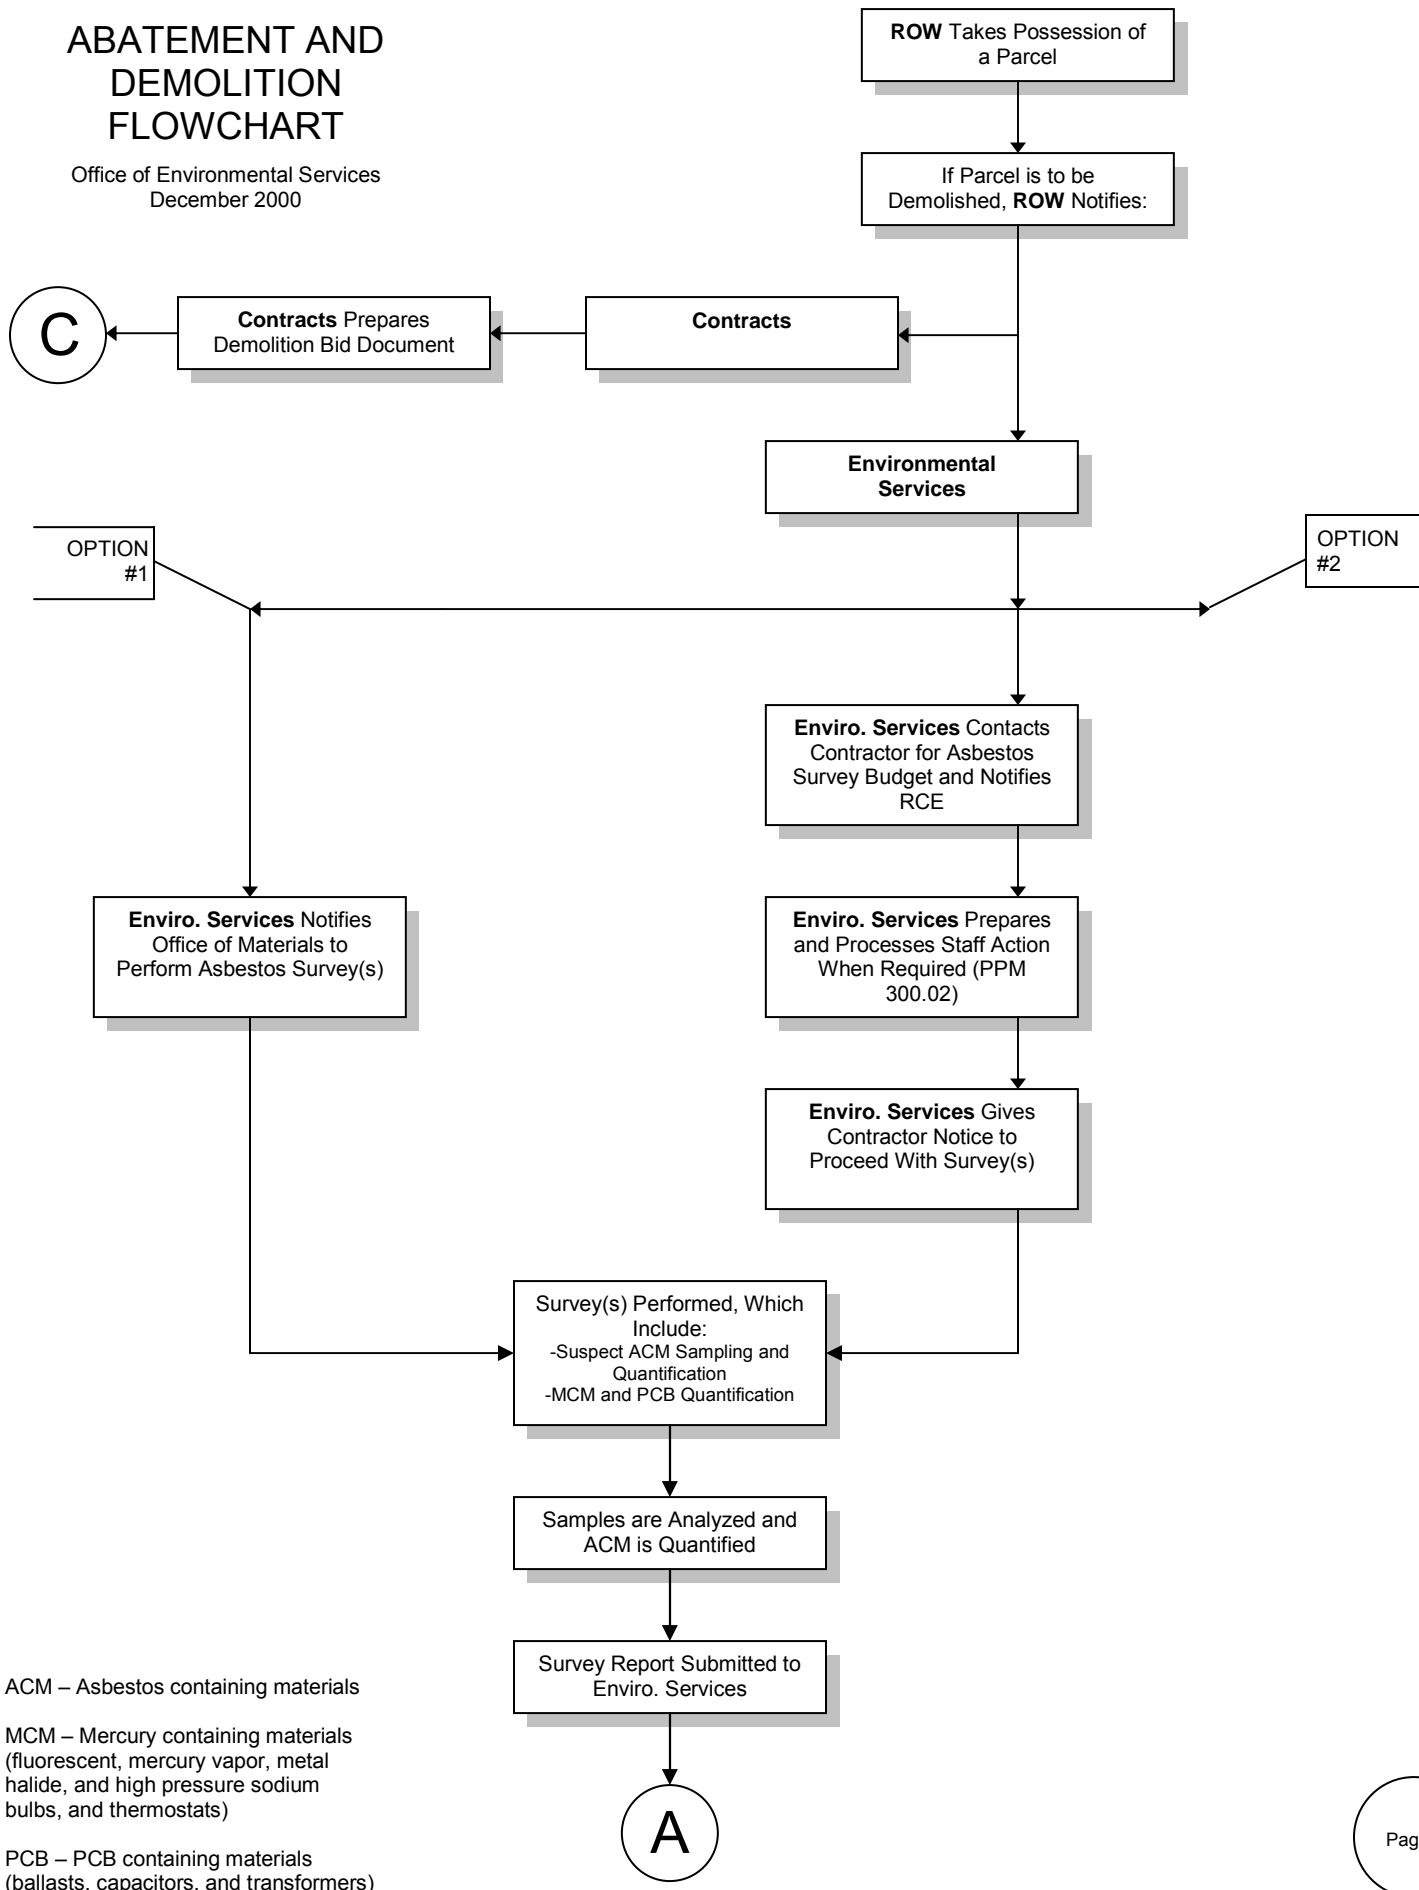 ABATEMENT AND
DEMOLITION
FLOWCHART
Office of Environmental Services
December 2000
ROW Takes Possession of
a Parcel
If Parcel is to be
Demolished, ROW Notifies:
C
Contracts Prepares
Demolition Bid Document
Contracts
Environmental
Services
OPTION
#1
OPTION
#2
Enviro. Services Contacts
Contractor for Asbestos
Survey Budget and Notifies
RCE
Enviro. Services Notifies
Office of Materials to
Perform Asbestos Survey(s)
Enviro. Services Prepares
and Processes Staff Action
When Required (PPM
300.02)
Enviro. Services Gives
Contractor Notice to
Proceed With Survey(s)
Survey(s) Performed, Which
Include:
-Suspect ACM Sampling and
Quantification
-MCM and PCB Quantification
Samples are Analyzed and
ACM is Quantified
Survey Report Submitted to
Enviro. Services
A
ACM – Asbestos containing materials
MCM – Mercury containing materials
(fluorescent, mercury vapor, metal
halide, and high pressure sodium
bulbs, and thermostats)
PCB – PCB containing materials
(ballasts, capacitors, and transformers)
Pag